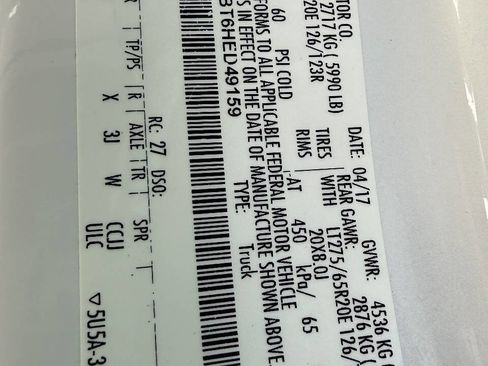 TOR CO. DATE: 04/17 GVWR: 4536 KG (
2717 KG ( 5990 LB) REAR GAWR: 2876 KG (
20E 126/123R TIRES WITH LT275/65R20E 126/
RIMS 20X8.0J
60 PSI COLD AT 450 kPa/ 65
FORMS TO ALL APPLICABLE FEDERAL MOTOR VEHICLE
S IN EFFECT ON THE DATE OF MANUFACTURE SHOWN ABOVE.
BT6HED49159 TYPE: Truck
RC: 27 DSO:
R TP/PS R AXLE TR SPR
X 3J W CCJJ
ULC ▽5U5A-3